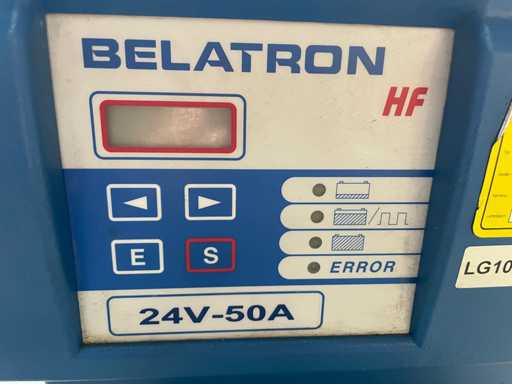 BELATRON
HF
E
S
ERROR
24V-50A
LG10